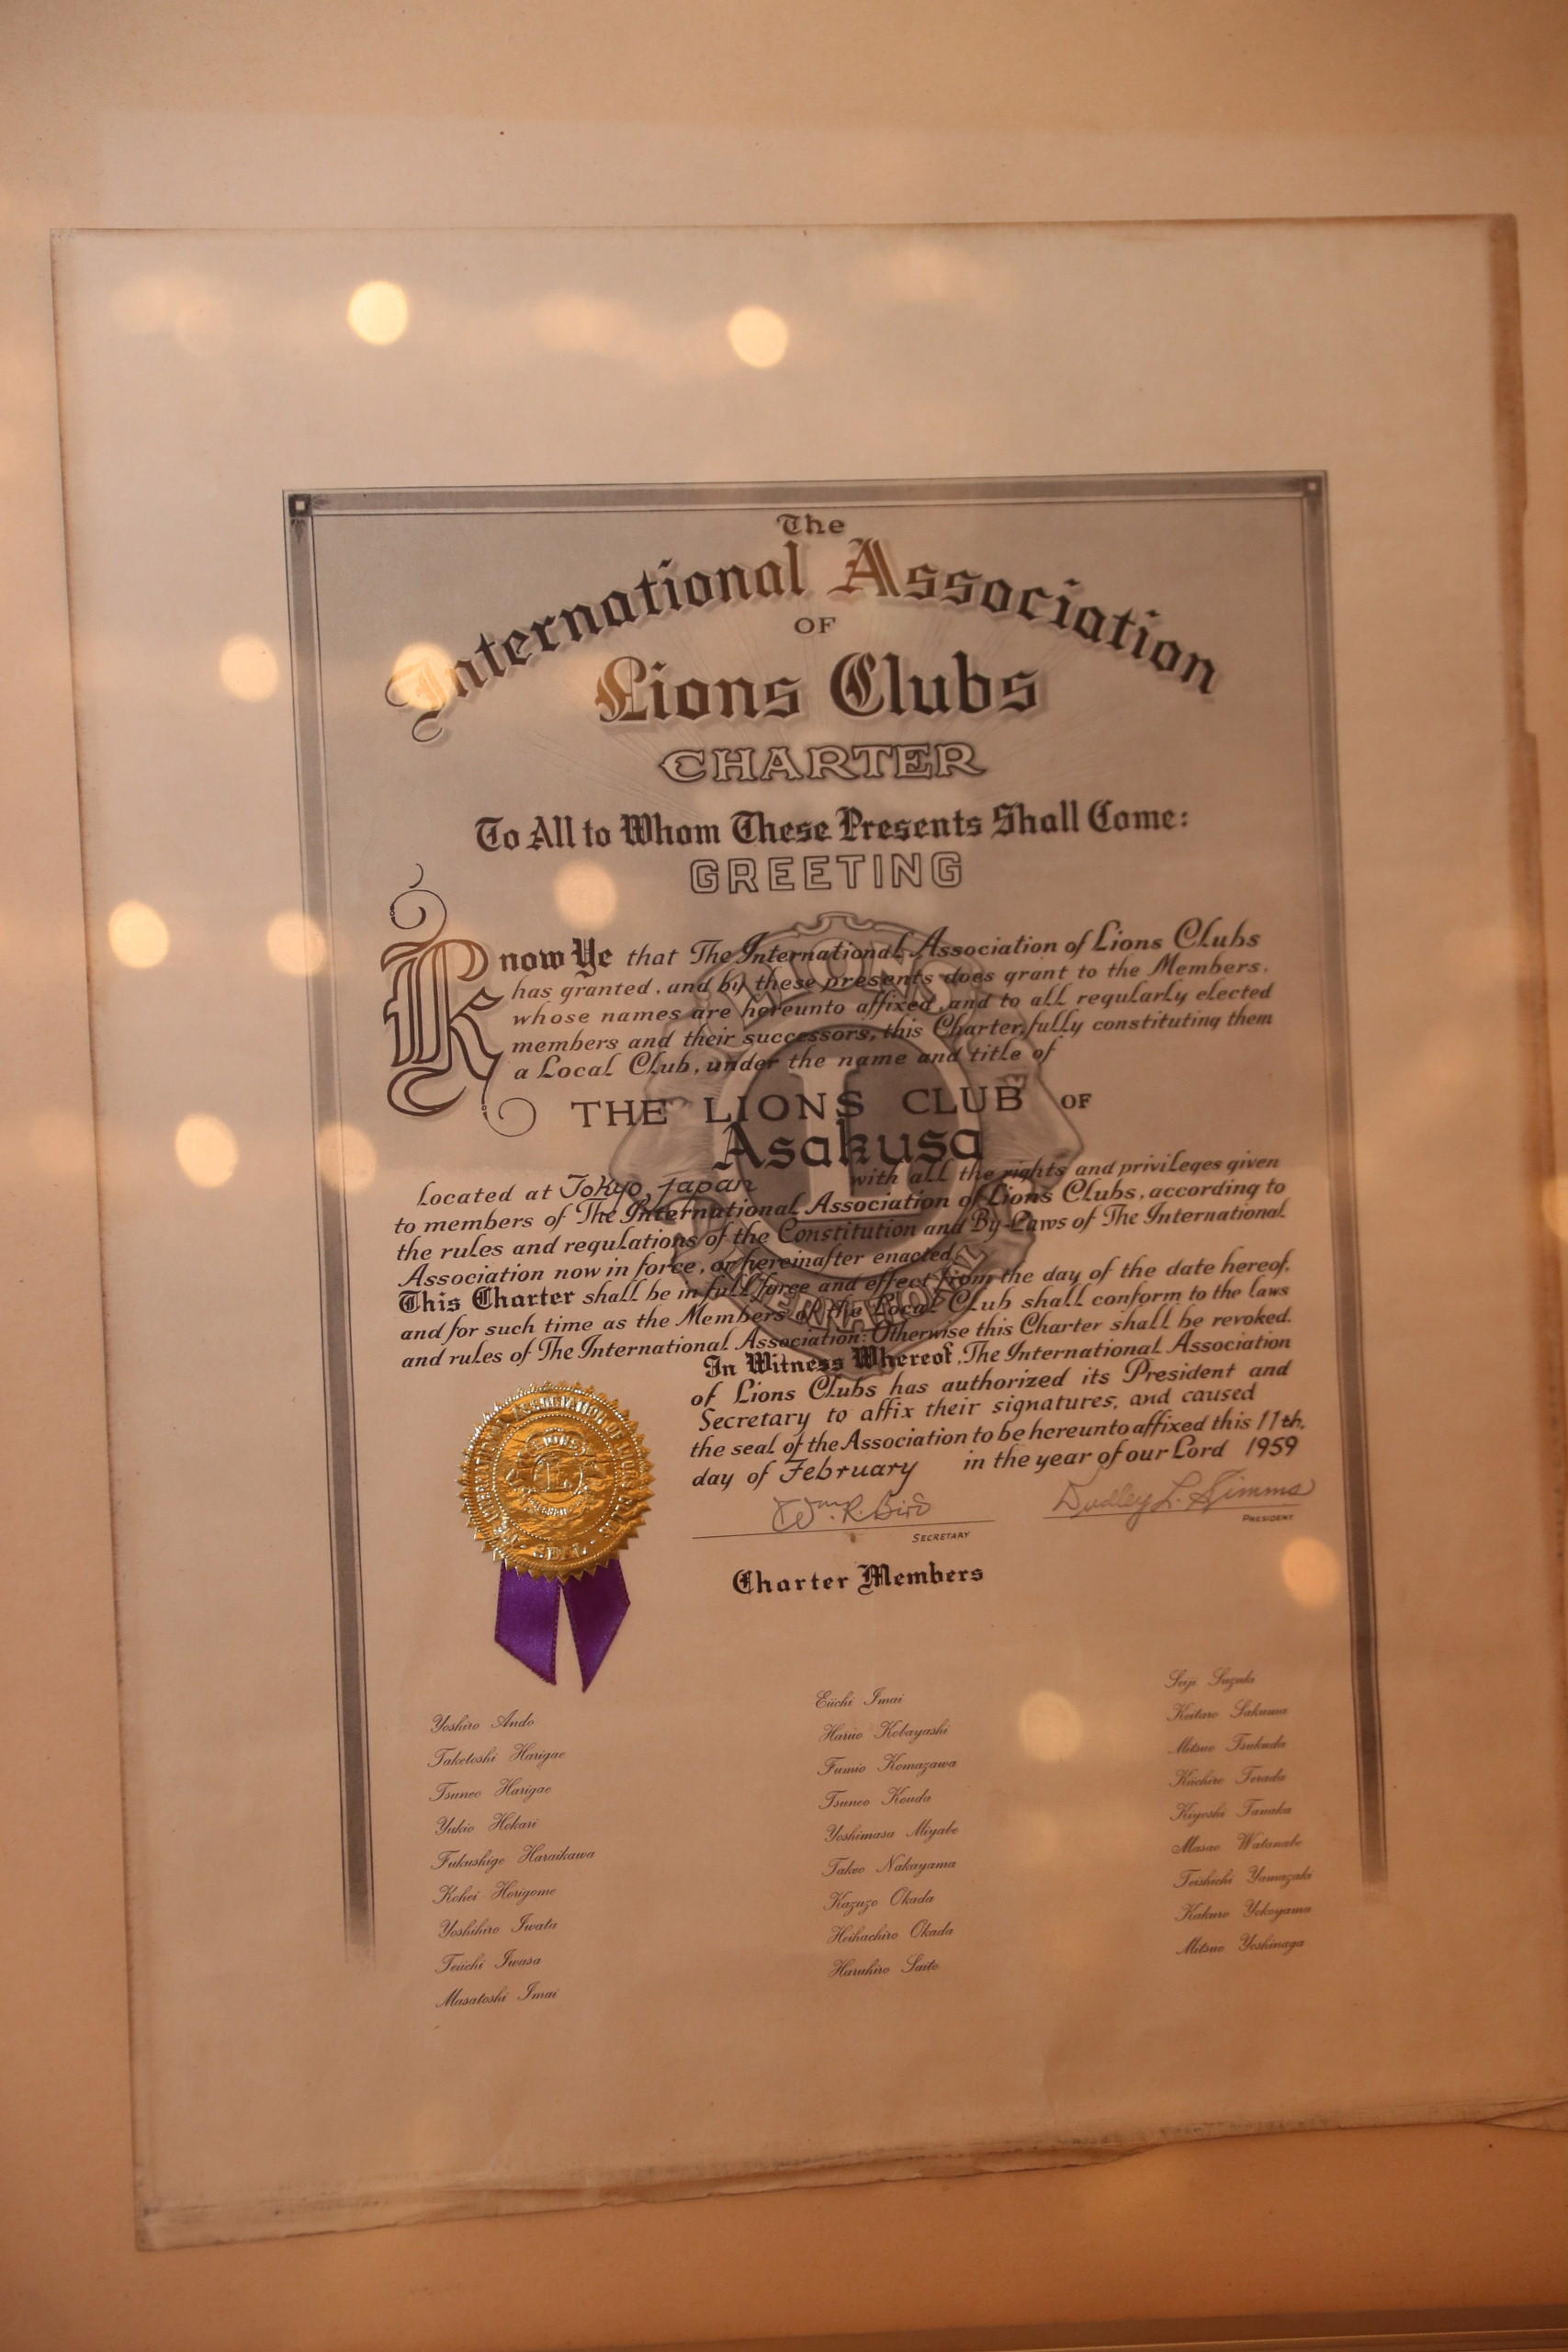 The
International Association
OF
Lions Clubs
CHARTER
To All to Whom These Presents Shall Come:
GREETING
Know Ye that The International Association of Lions Clubs
has granted, and by these presents does grant to the Members,
whose names are hereunto affixed, and to all regularly elected
members and their successors, this Charter, fully constituting them
a Local Club, under the name and title of
THE LIONS CLUB OF
Asakusa
Located at Tokyo, Japan with all the rights and privileges given
to members of The International Association of Lions Clubs, according to
the rules and regulations of the Constitution and By-Laws of The International
Association now in force, or hereinafter enacted.
This Charter shall be in full force and effect from the day of the date hereof,
and for such time as the Members of the Local Club shall conform to the laws
and rules of The International Association: Otherwise this Charter shall be revoked.
In Witness Whereof, The International Association
of Lions Clubs has authorized its President and
Secretary to affix their signatures, and caused
the seal of the Association to be hereunto affixed this 11th.
day of February in the year of our Lord 1959
Wm. R. Bird
SECRETARY
Dudley L. Simms
PRESIDENT
Charter Members
Yoshiro Ando
Taketoshi Harigae
Tsuneo Harigae
Yukio Hokari
Fukushige Haraikawa
Kohei Horigome
Yoshihiro Iwata
Teiichi Iwasa
Masatoshi Imai
Eiichi Imai
Haruo Kobayashi
Fumio Komazawa
Tsuneo Kouda
Yoshimasa Miyabe
Takeo Nakayama
Kazuzo Okada
Heihachiro Okada
Haruhiro Saito
Seiji Suzuki
Keitaro Sakuma
Mitsuo Tsukuda
Kiichiro Terada
Kiyoshi Tanaka
Masao Watanabe
Teishichi Yamazaki
Kakuro Yokoyama
Mitsuo Yoshinaga